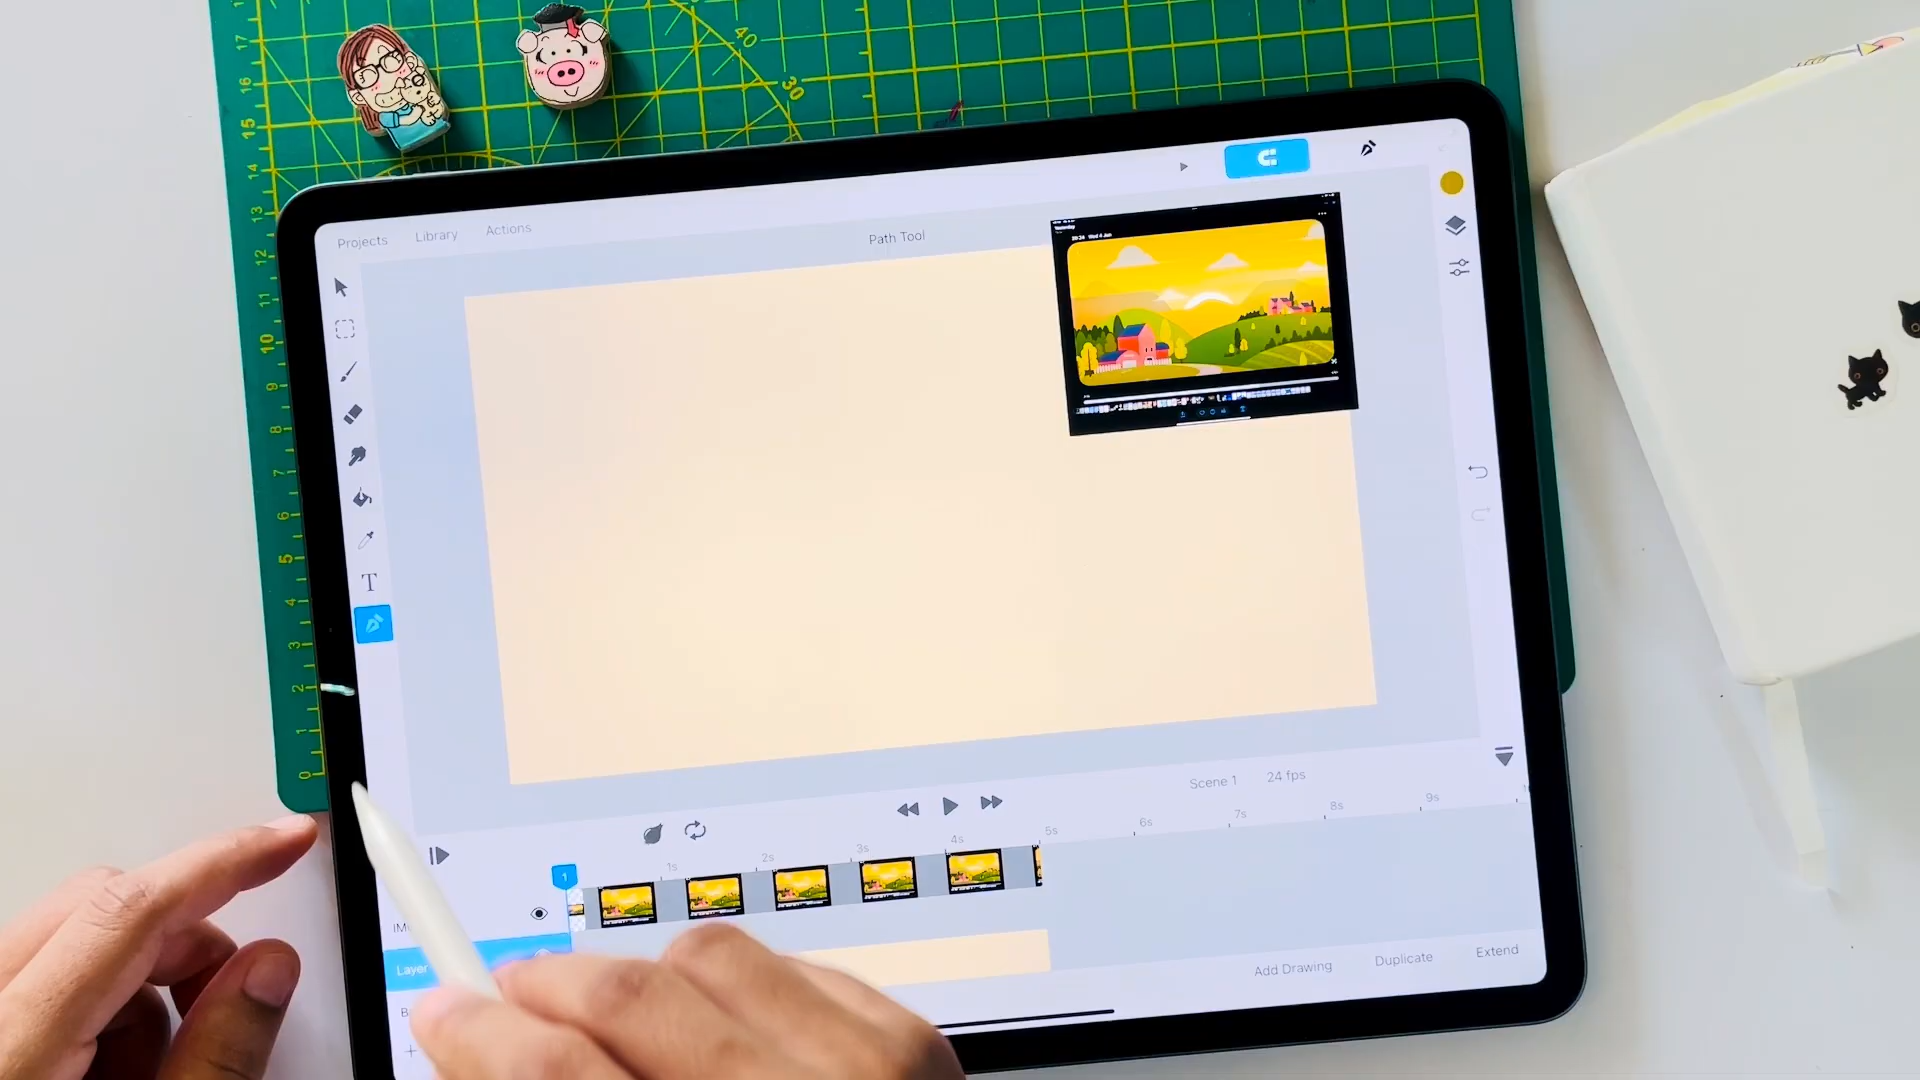 17
16
15
14
13
12
11
10
9
8
7
6
5
4
3
2
1
0
40
30
Projects
Library
Actions
Path Tool
Yesterday
T
Scene 1
24 fps
1
1s
2s
3s
4s
5s
6s
7s
8s
9s
Layer
Add Drawing
Duplicate
Extend